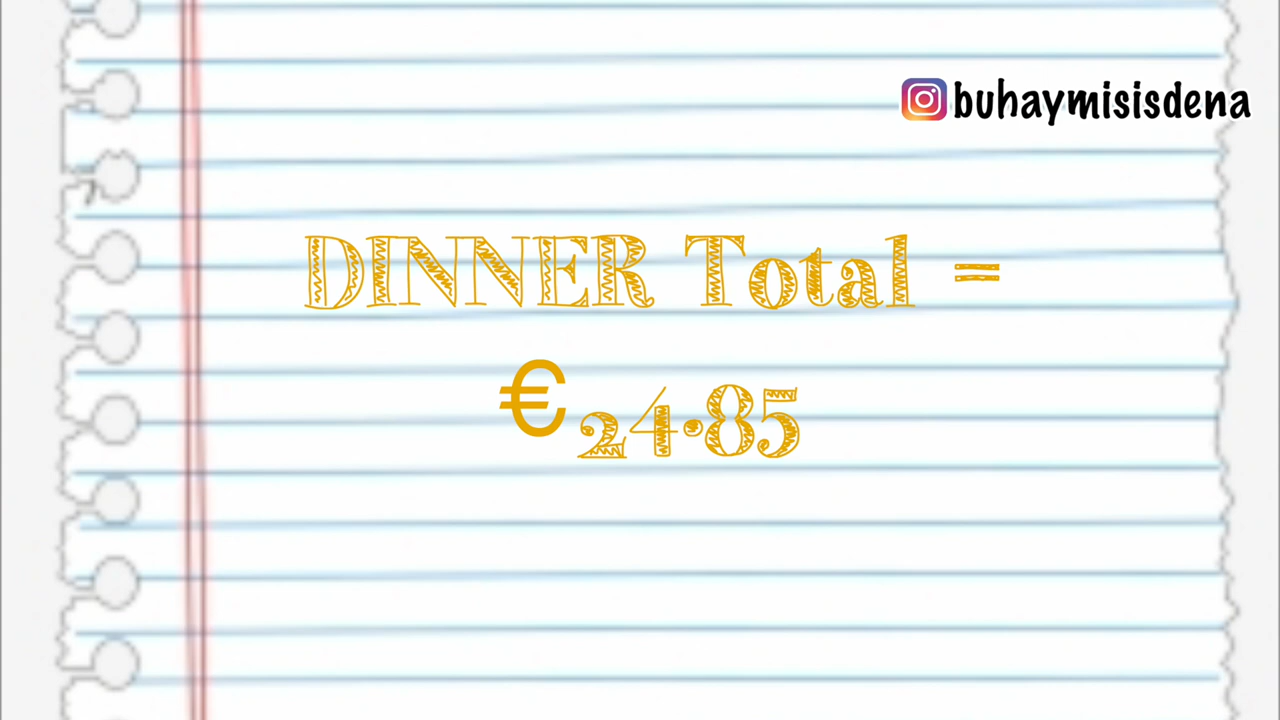 buhaymisisdena
DINNER Total =
€24.85